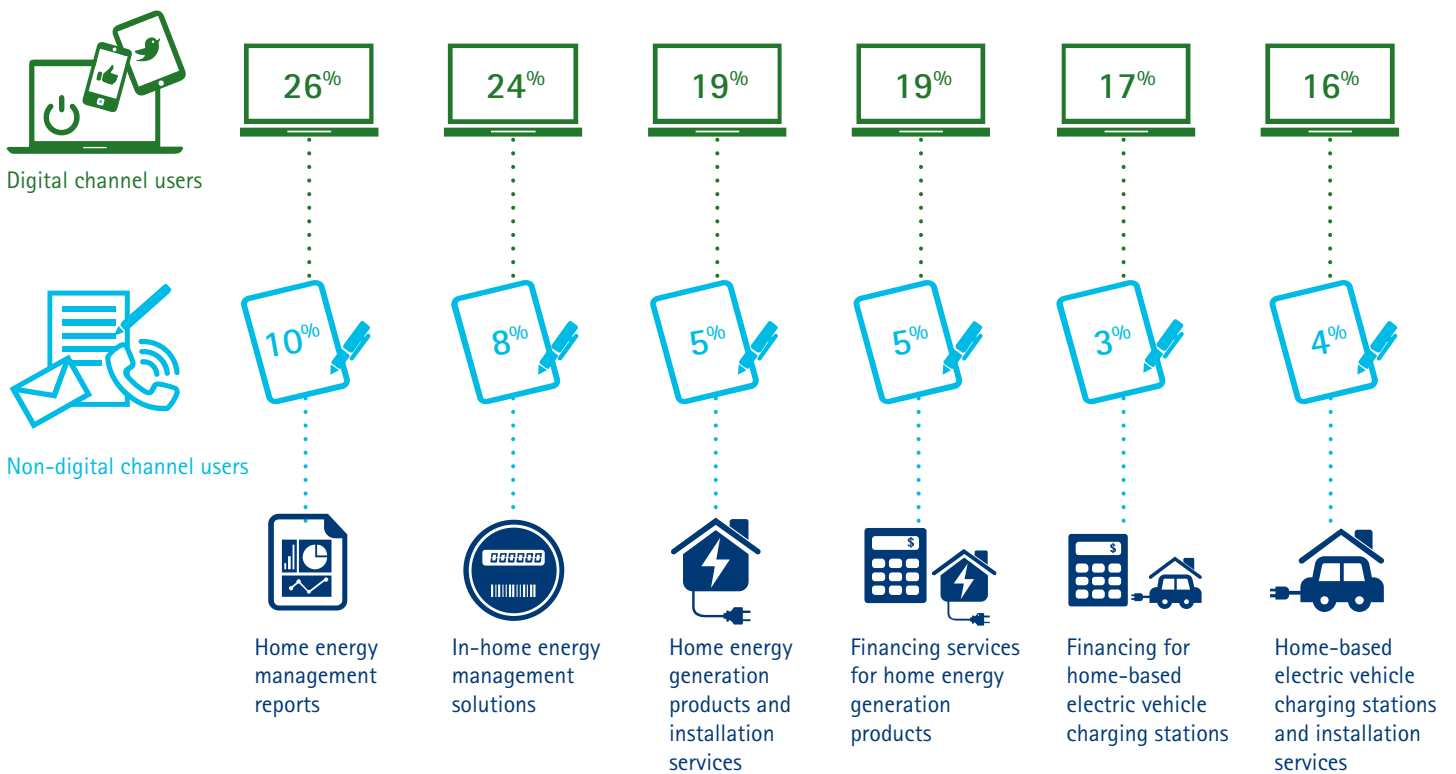 26%
24%
19%
19%
17%
16%
Digital channel users
10%
8%
5%
5%
3%
4%
Non-digital channel users
000000
$
$
Home energy
management
reports
In-home energy
management
solutions
Home energy
generation
products and
installation
services
Financing services
for home energy
generation
products
Financing for
home-based
electric vehicle
charging stations
Home-based
electric vehicle
charging stations
and installation
services